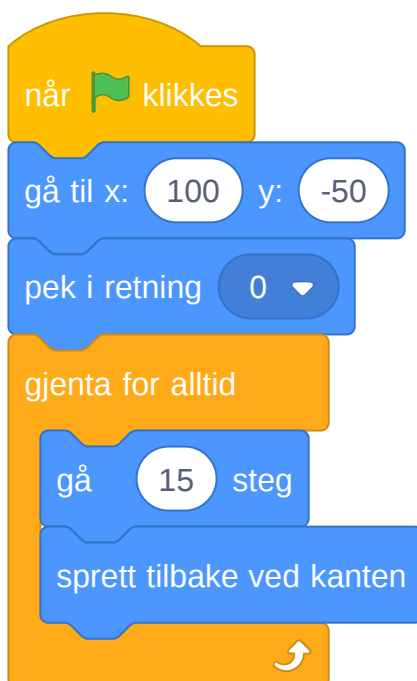 når klikkes
gå til x: 100 y: -50
pek i retning 0
gjenta for alltid
gå 15 steg
sprett tilbake ved kanten